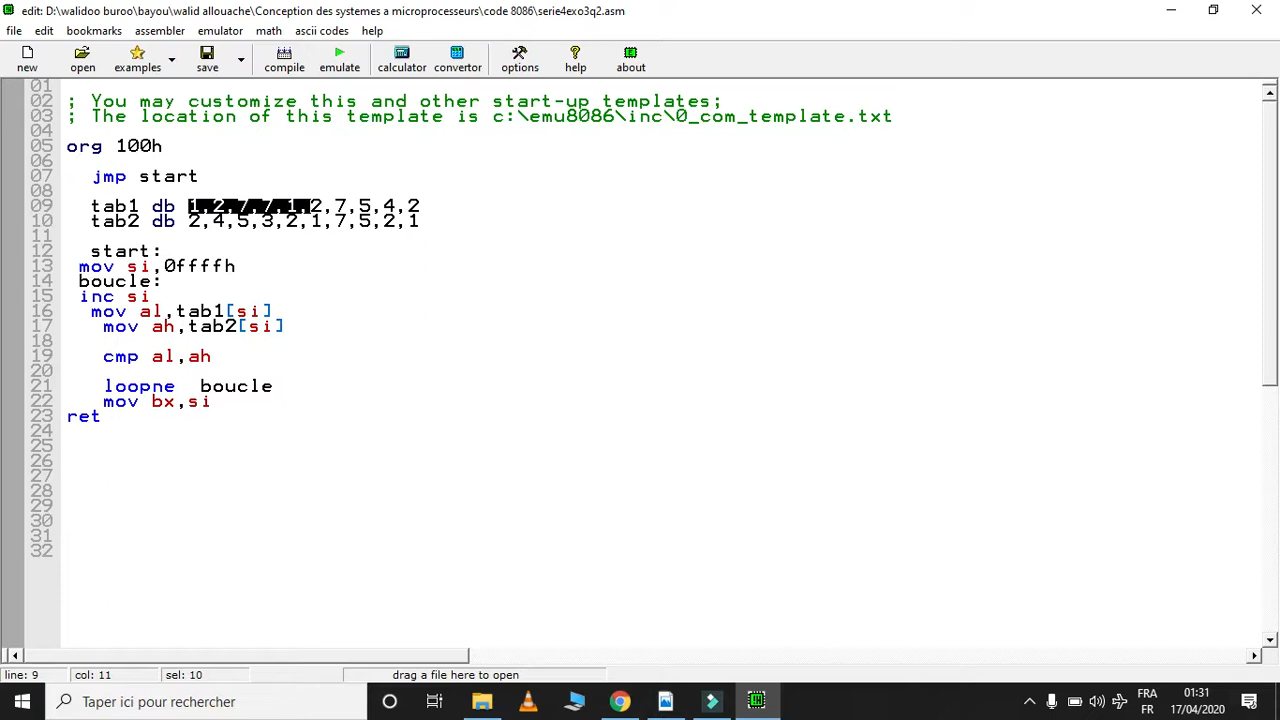 edit: D:\walidoo buroo\bayou\walid allouache\Conception des systemes a microprocesseurs\code 8086\serie4exo3q2.asm
file edit bookmarks assembler emulator math ascii codes help
new open examples save compile emulate calculator convertor options help about
01
02 ; You may customize this and other start-up templates;
03 ; The location of this template is c:\emu8086\inc\0_com_template.txt
04
05 org 100h
06
07 jmp start
08
09 tab1 db 1,2,7,7,1,2,7,5,4,2
10 tab2 db 2,4,5,3,2,1,7,5,2,1
11
12 start:
13 mov si,0ffffh
14 boucle:
15 inc si
16 mov al,tab1[si]
17 mov ah,tab2[si]
18
19 cmp al,ah
20
21 loopne boucle
22 mov bx,si
23 ret
24
25
26
27
28
29
30
31
32
line: 9 col: 11 sel: 10 drag a file here to open
Taper ici pour rechercher
FRA 01:31
FR 17/04/2020